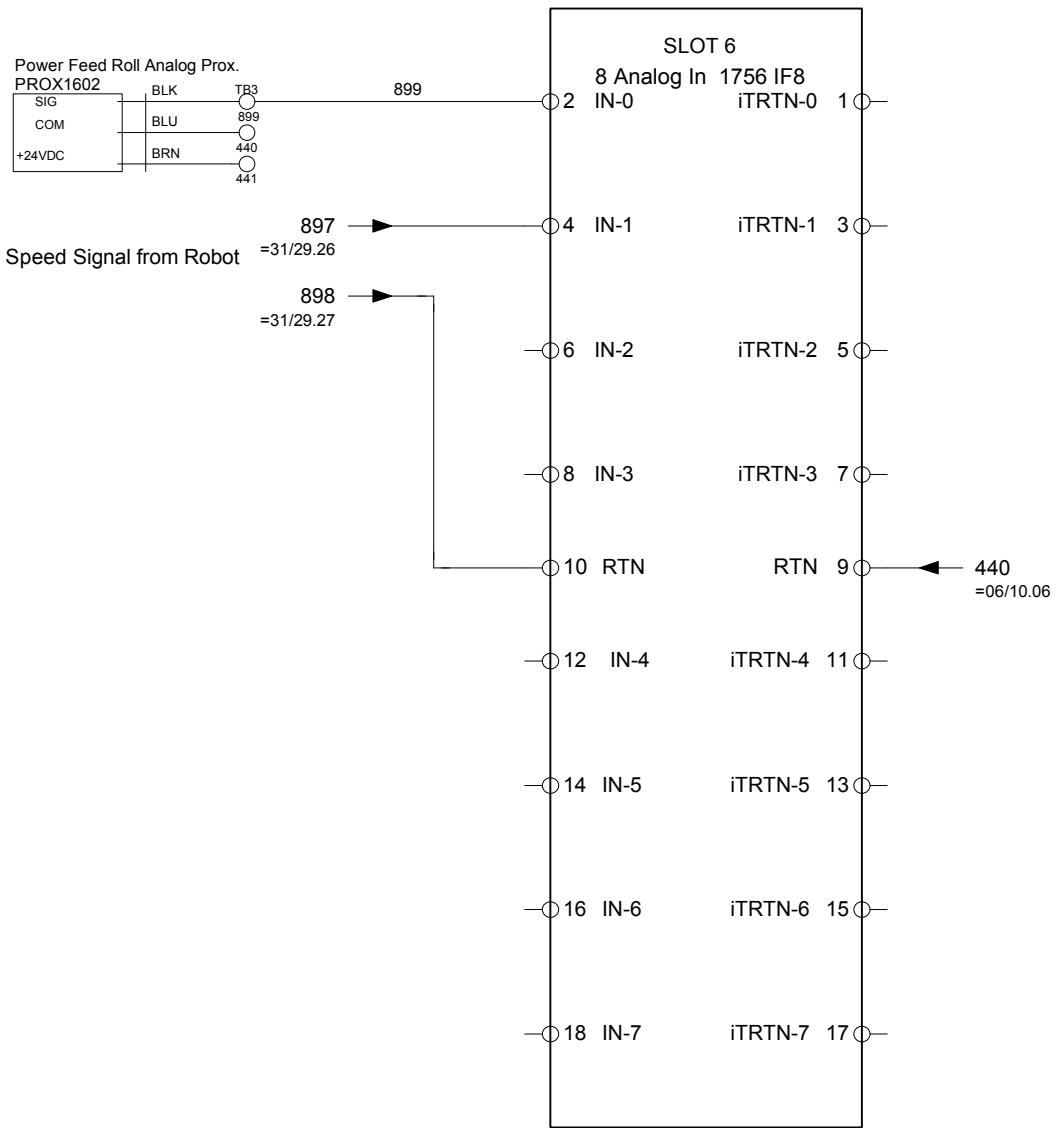 SLOT 6
8 Analog In 1756 IF8
Power Feed Roll Analog Prox.
PROX1602
SIG BLK TB3 899 2 IN-0 iTRTN-0 1
899
COM BLU
440
+24VDC BRN
441
897 4 IN-1 iTRTN-1 3
=31/29.26
Speed Signal from Robot
898
=31/29.27
6 IN-2 iTRTN-2 5
8 IN-3 iTRTN-3 7
10 RTN RTN 9 440
=06/10.06
12 IN-4 iTRTN-4 11
14 IN-5 iTRTN-5 13
16 IN-6 iTRTN-6 15
18 IN-7 iTRTN-7 17